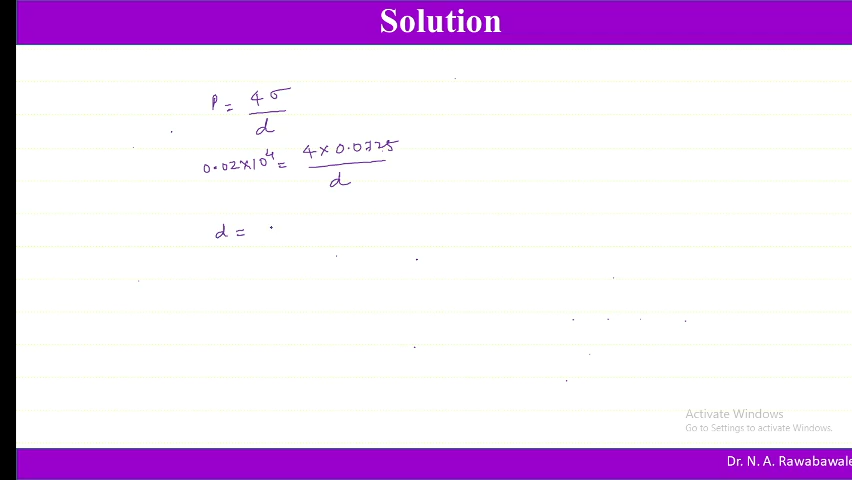 Solution
P = 4σ / d
0.02×10⁴ = 4×0.0725 / d
d =
Activate Windows
Go to Settings to activate Windows.
Dr. N. A. Rawabawale